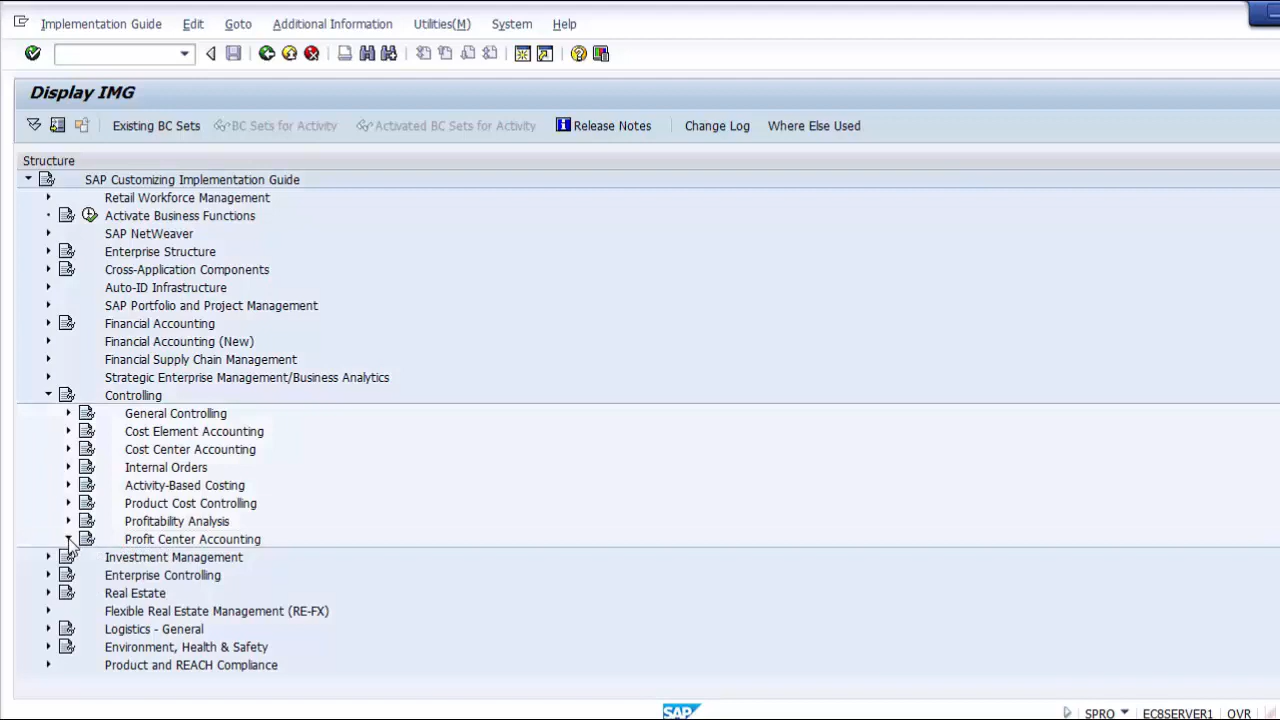 Implementation Guide Edit Goto Additional Information Utilities(M) System Help
Display IMG
Existing BC Sets BC Sets for Activity Activated BC Sets for Activity Release Notes Change Log Where Else Used
Structure
SAP Customizing Implementation Guide
Retail Workforce Management
Activate Business Functions
SAP NetWeaver
Enterprise Structure
Cross-Application Components
Auto-ID Infrastructure
SAP Portfolio and Project Management
Financial Accounting
Financial Accounting (New)
Financial Supply Chain Management
Strategic Enterprise Management/Business Analytics
Controlling
General Controlling
Cost Element Accounting
Cost Center Accounting
Internal Orders
Activity-Based Costing
Product Cost Controlling
Profitability Analysis
Profit Center Accounting
Investment Management
Enterprise Controlling
Real Estate
Flexible Real Estate Management (RE-FX)
Logistics - General
Environment, Health & Safety
Product and REACH Compliance
SAP SPRO EC8SERVER1 OVR